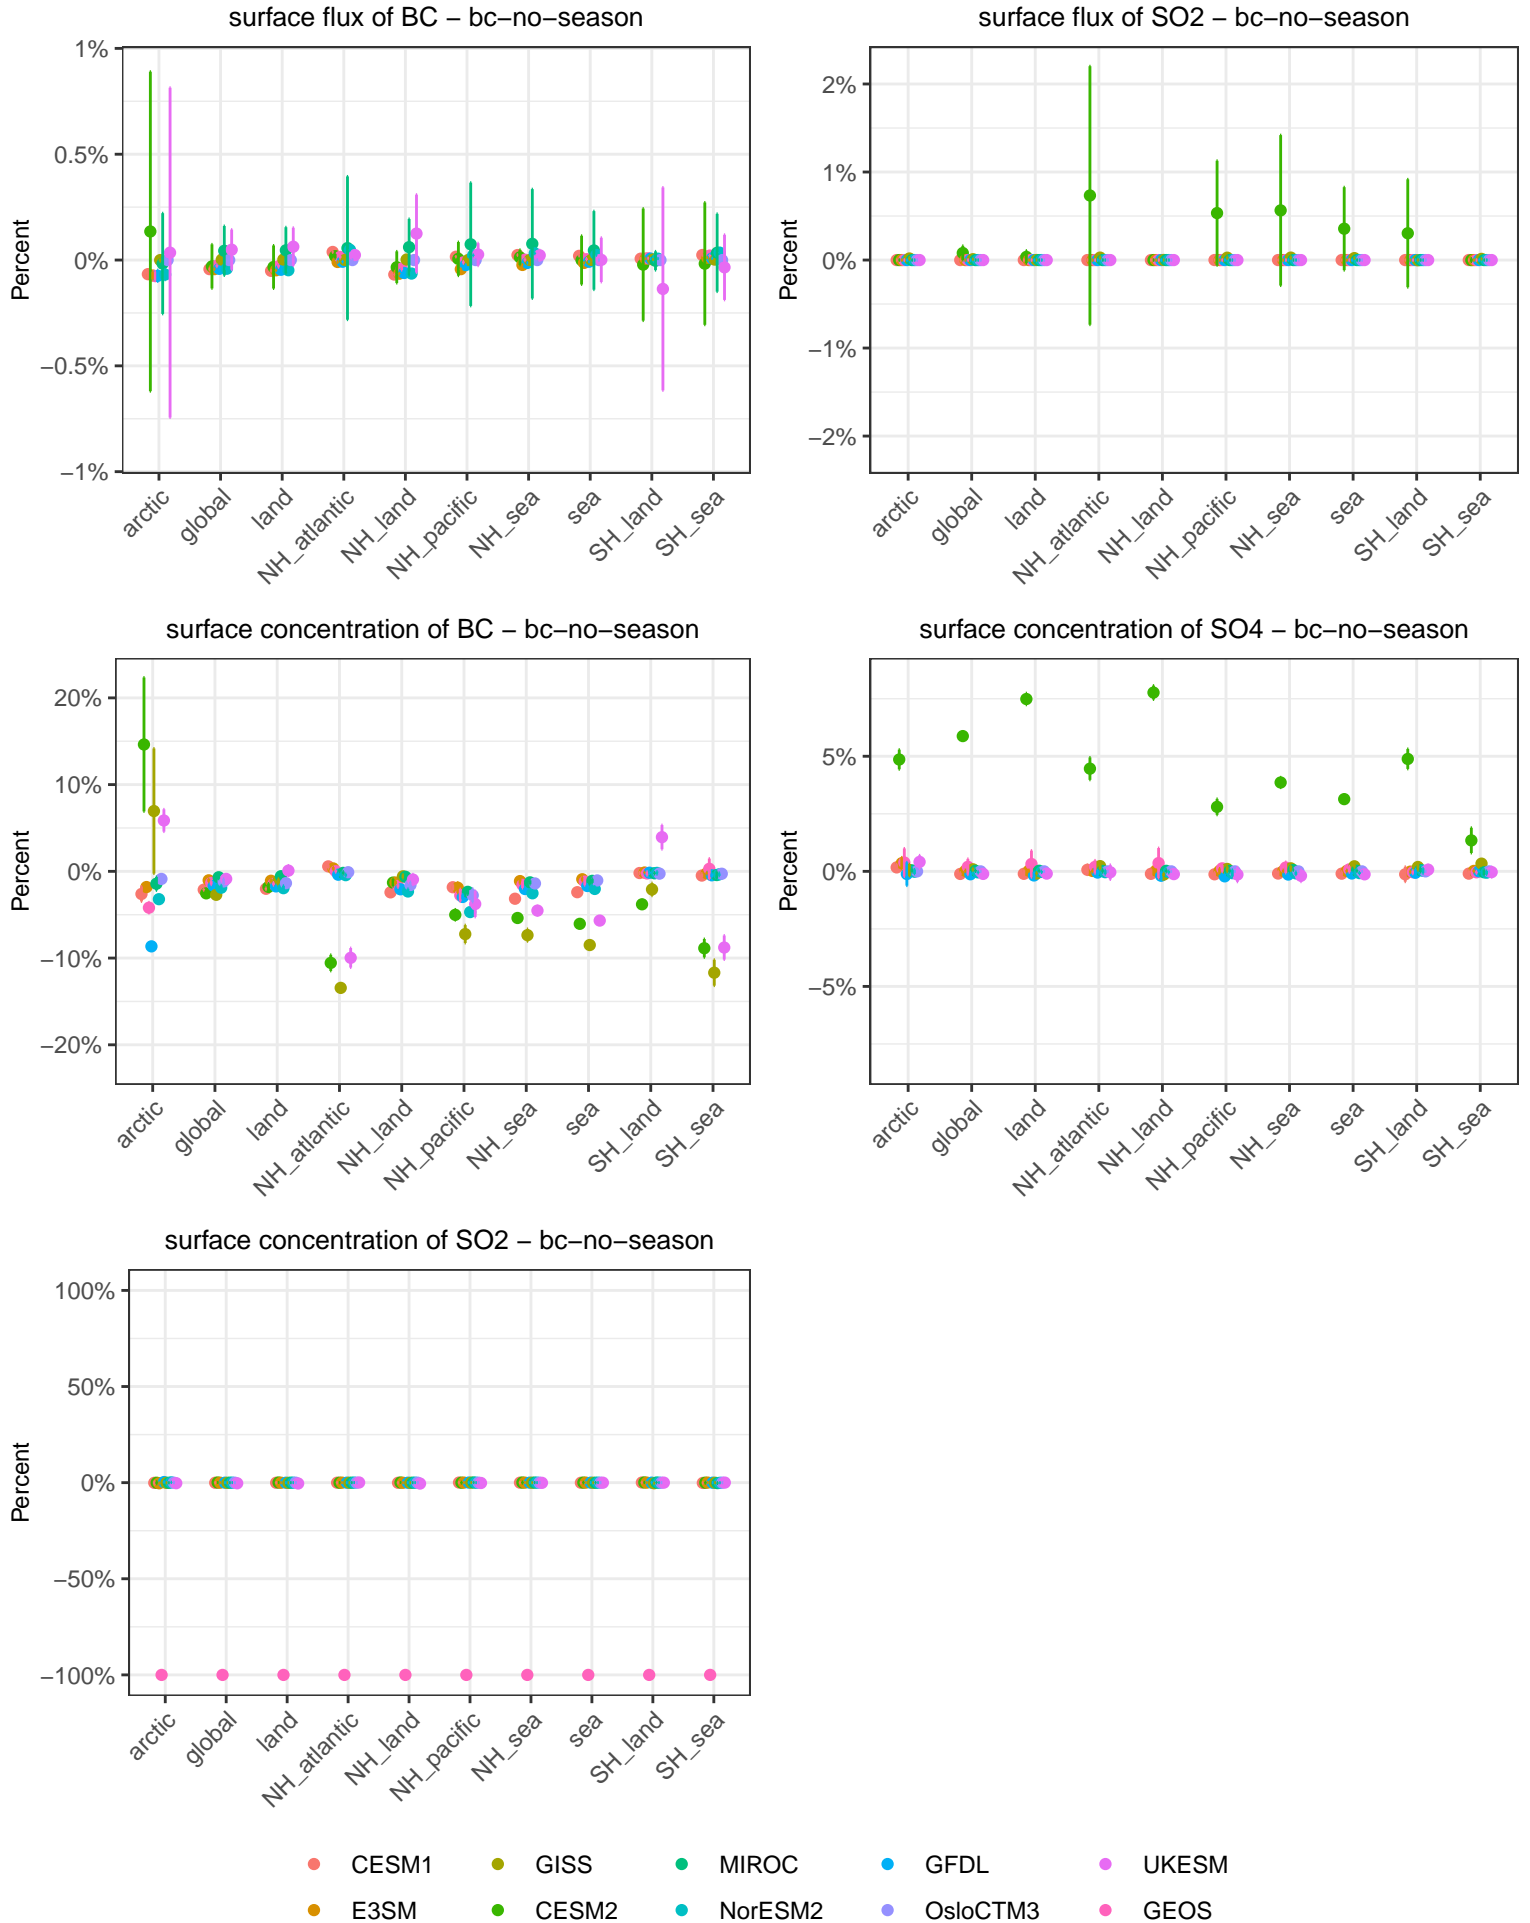 surface flux of BC − bc−no−season
1%
0.5%
0%
−0.5%
−1%
Percent
arctic
global
land
NH_atlantic
NH_land
NH_pacific
NH_sea
sea
SH_land
SH_sea
surface flux of SO2 − bc−no−season
2%
1%
0%
−1%
−2%
Percent
arctic
global
land
NH_atlantic
NH_land
NH_pacific
NH_sea
sea
SH_land
SH_sea
surface concentration of BC − bc−no−season
20%
10%
0%
−10%
−20%
Percent
arctic
global
land
NH_atlantic
NH_land
NH_pacific
NH_sea
sea
SH_land
SH_sea
surface concentration of SO4 − bc−no−season
5%
0%
−5%
Percent
arctic
global
land
NH_atlantic
NH_land
NH_pacific
NH_sea
sea
SH_land
SH_sea
surface concentration of SO2 − bc−no−season
100%
50%
0%
−50%
−100%
Percent
arctic
global
land
NH_atlantic
NH_land
NH_pacific
NH_sea
sea
SH_land
SH_sea
CESM1 GISS MIROC GFDL UKESM
E3SM CESM2 NorESM2 OsloCTM3 GEOS